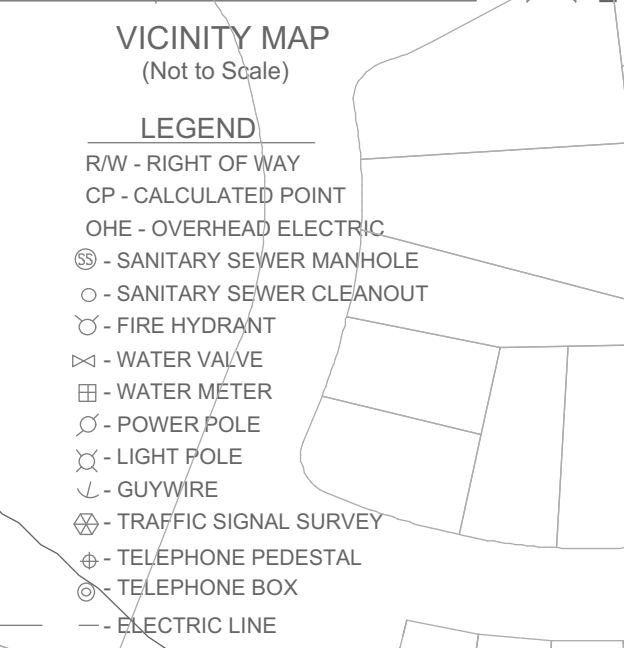 VICINITY MAP
(Not to Scale)
LEGEND
R/W - RIGHT OF WAY
CP - CALCULATED POINT
OHE - OVERHEAD ELECTRIC
SS - SANITARY SEWER MANHOLE
- SANITARY SEWER CLEANOUT
- FIRE HYDRANT
- WATER VALVE
- WATER METER
- POWER POLE
- LIGHT POLE
- GUYWIRE
- TRAFFIC SIGNAL SURVEY
- TELEPHONE PEDESTAL
- TELEPHONE BOX
- ELECTRIC LINE